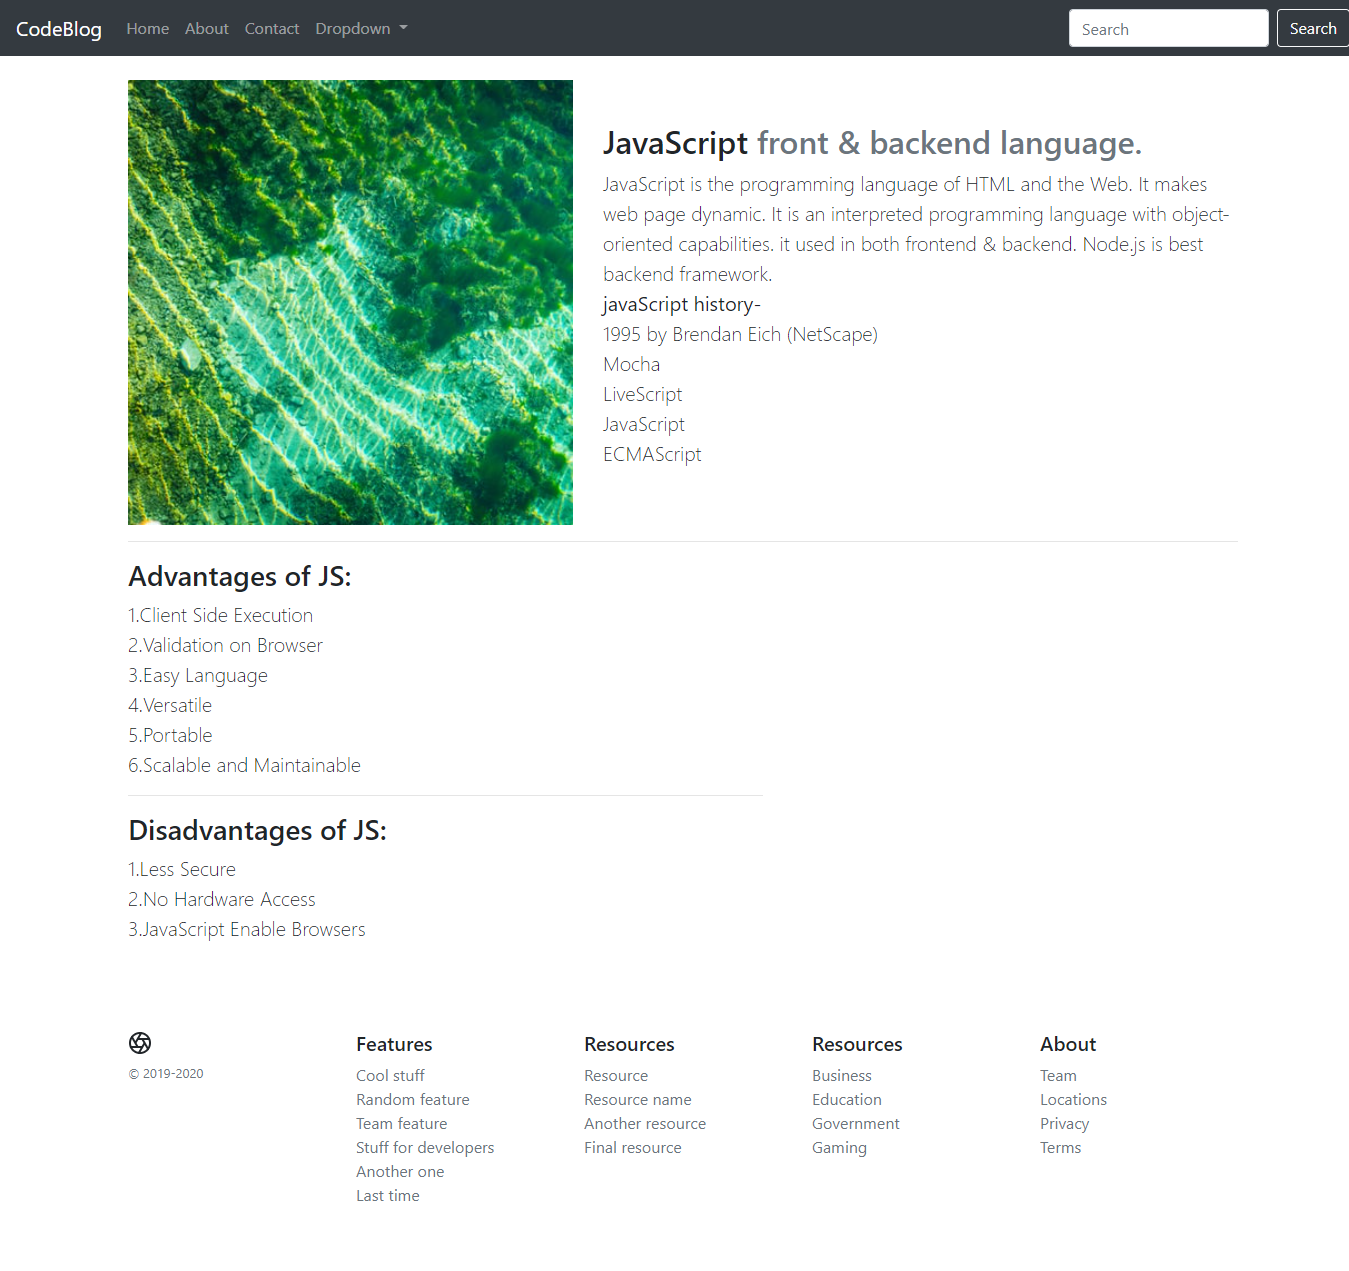 CodeBlog Home About Contact Dropdown Search Search
JavaScript front & backend language.
JavaScript is the programming language of HTML and the Web. It makes
web page dynamic. It is an interpreted programming language with object-
oriented capabilities. it used in both frontend & backend. Node.js is best
backend framework.
javaScript history-
1995 by Brendan Eich (NetScape)
Mocha
LiveScript
JavaScript
ECMAScript
Advantages of JS:
1.Client Side Execution
2.Validation on Browser
3.Easy Language
4.Versatile
5.Portable
6.Scalable and Maintainable
Disadvantages of JS:
1.Less Secure
2.No Hardware Access
3.JavaScript Enable Browsers
© 2019-2020
Features
Cool stuff
Random feature
Team feature
Stuff for developers
Another one
Last time
Resources
Resource
Resource name
Another resource
Final resource
Resources
Business
Education
Government
Gaming
About
Team
Locations
Privacy
Terms